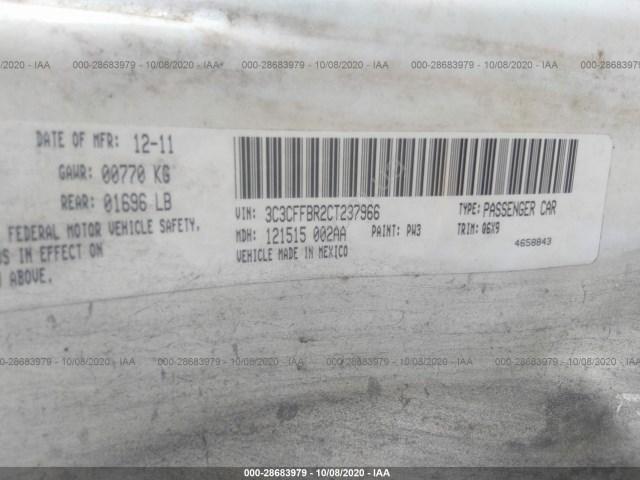 10/08/2020 - IAA 000-28683979 - 10/08/2020 - IAA* 000-28683979 - 10/08/2020 - IAA 000-28683979 - 10
DATE OF MFR: 12-11
GAWR: 00770 KG
REAR: 01696 LB
FEDERAL MOTOR VEHICLE SAFETY,
US IN EFFECT ON
ABOVE.
VIN: 3C3CFFBR2CT237966
TYPE: PASSENGER CAR
MDH: 121515 002AA
PAINT: PW3
TRIM: 06X9
VEHICLE MADE IN MEXICO
4658843
10/08/2020 - IAA 000-28683979 - 10/08/2020 - IAA 000-28683979 - 10/08/2020 - IAA 000-28683979 - 10
000-28683979 - 10/08/2020 - IAA